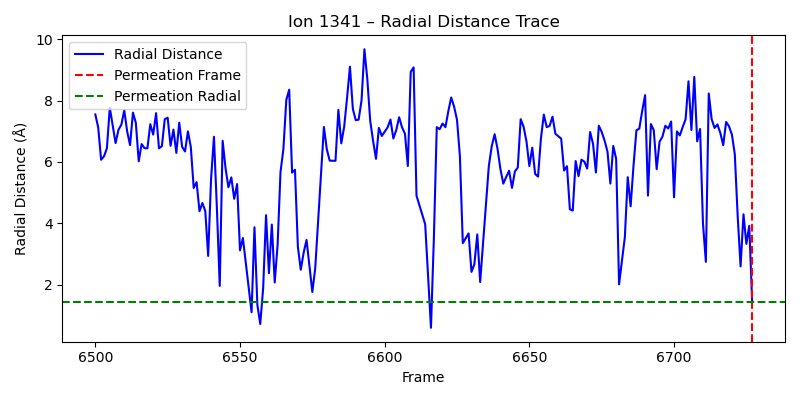 Ion 1341 – Radial Distance Trace
Radial Distance
Permeation Frame
Permeation Radial
Radial Distance (Å)
10
8
6
4
2
6500
6550
6600
6650
6700
Frame